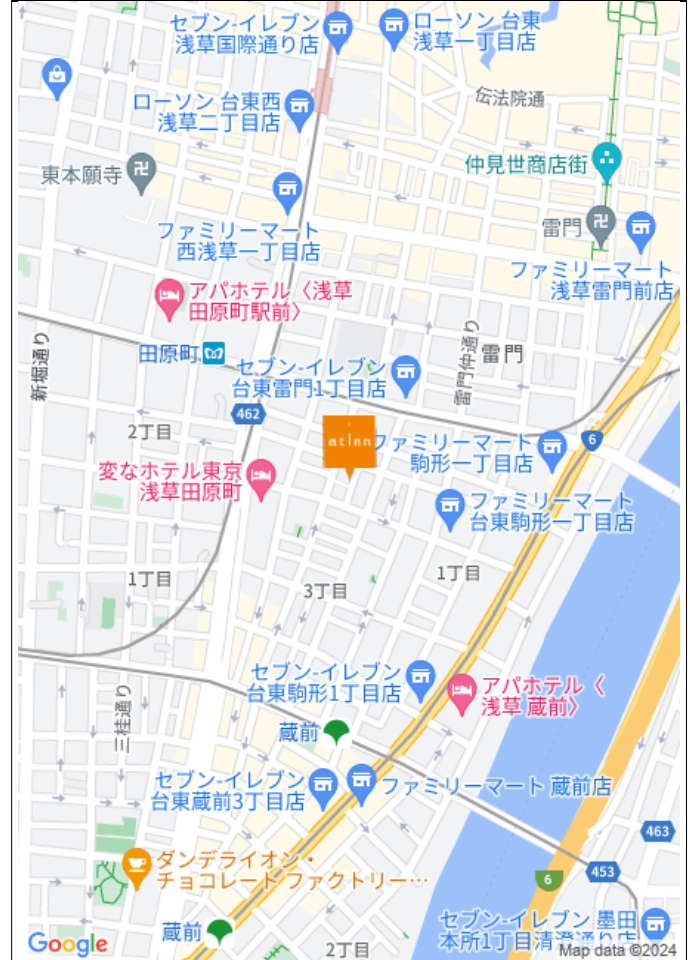 セブン-イレブン
浅草国際通り店
ローソン 台東
浅草一丁目店
ローソン 台東西
浅草二丁目店
伝法院通
仲見世商店街
東本願寺
雷門
ファミリーマート
西浅草一丁目店
ファミリーマート
浅草雷門前店
アパホテル〈浅草
田原町駅前〉
新堀通り
田原町
セブン-イレブン
台東雷門1丁目店
雷門仲通り
雷門
462
2丁目
at inn
ファミリーマート
駒形一丁目店
6
変なホテル東京
浅草田原町
ファミリーマート
台東駒形一丁目店
1丁目
3丁目
1丁目
セブン-イレブン
台東駒形1丁目店
アパホテル〈
浅草 蔵前〉
三桂通り
蔵前
セブン-イレブン
台東蔵前3丁目店
ファミリーマート 蔵前店
463
ダンデライオン・
チョコレート ファクトリー…
453
6
蔵前
セブン-イレブン 墨田
本所1丁目清澄通り店
2丁目
Google
Map data ©2024